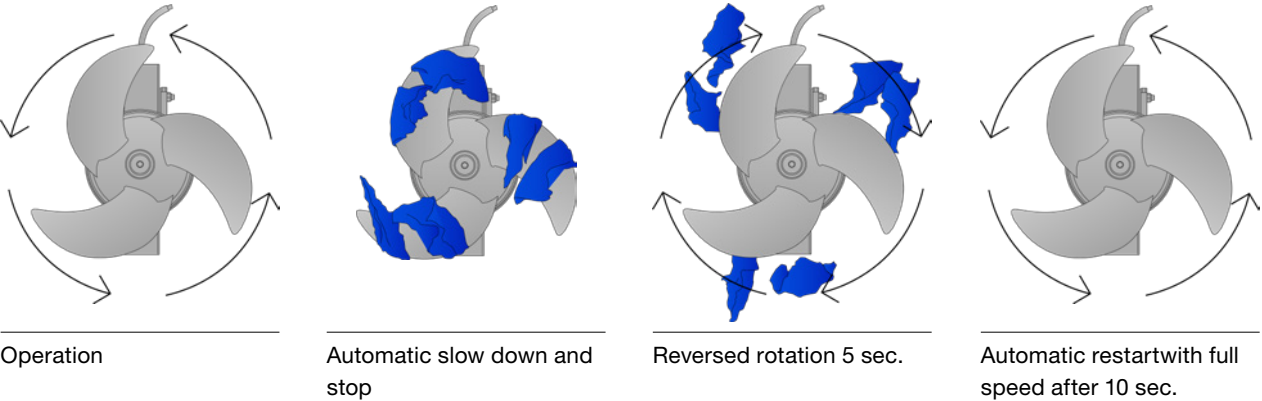 Operation
Automatic slow down and
stop
Reversed rotation 5 sec.
Automatic restartwith full
speed after 10 sec.